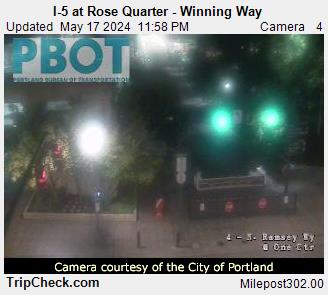 I-5 at Rose Quarter - Winning Way
Updated May 17 2024 11:58 PM Camera 4
PBOT
PORTLAND BUREAU OF TRANSPORTATION
4 - N. Ramsey Wy
@ One Ctr
Camera courtesy of the City of Portland
TripCheck.com Milepost302.00